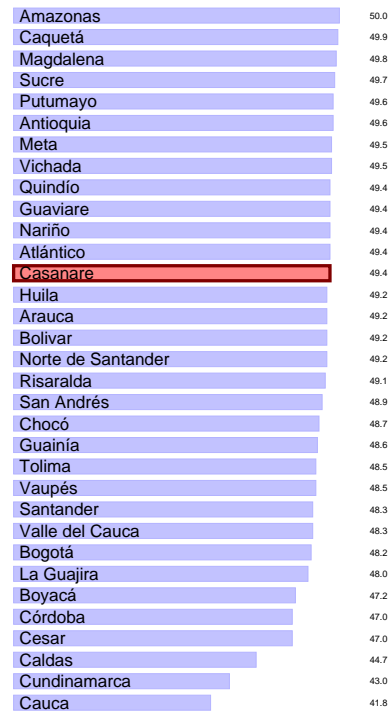 Amazonas 50.0
Caquetá 49.9
Magdalena 49.8
Sucre 49.7
Putumayo 49.6
Antioquia 49.6
Meta 49.5
Vichada 49.5
Quindío 49.4
Guaviare 49.4
Nariño 49.4
Atlántico 49.4
Casanare 49.4
Huila 49.2
Arauca 49.2
Bolivar 49.2
Norte de Santander 49.2
Risaralda 49.1
San Andrés 48.9
Chocó 48.7
Guainía 48.6
Tolima 48.5
Vaupés 48.5
Santander 48.3
Valle del Cauca 48.3
Bogotá 48.2
La Guajira 48.0
Boyacá 47.2
Córdoba 47.0
Cesar 47.0
Caldas 44.7
Cundinamarca 43.0
Cauca 41.8